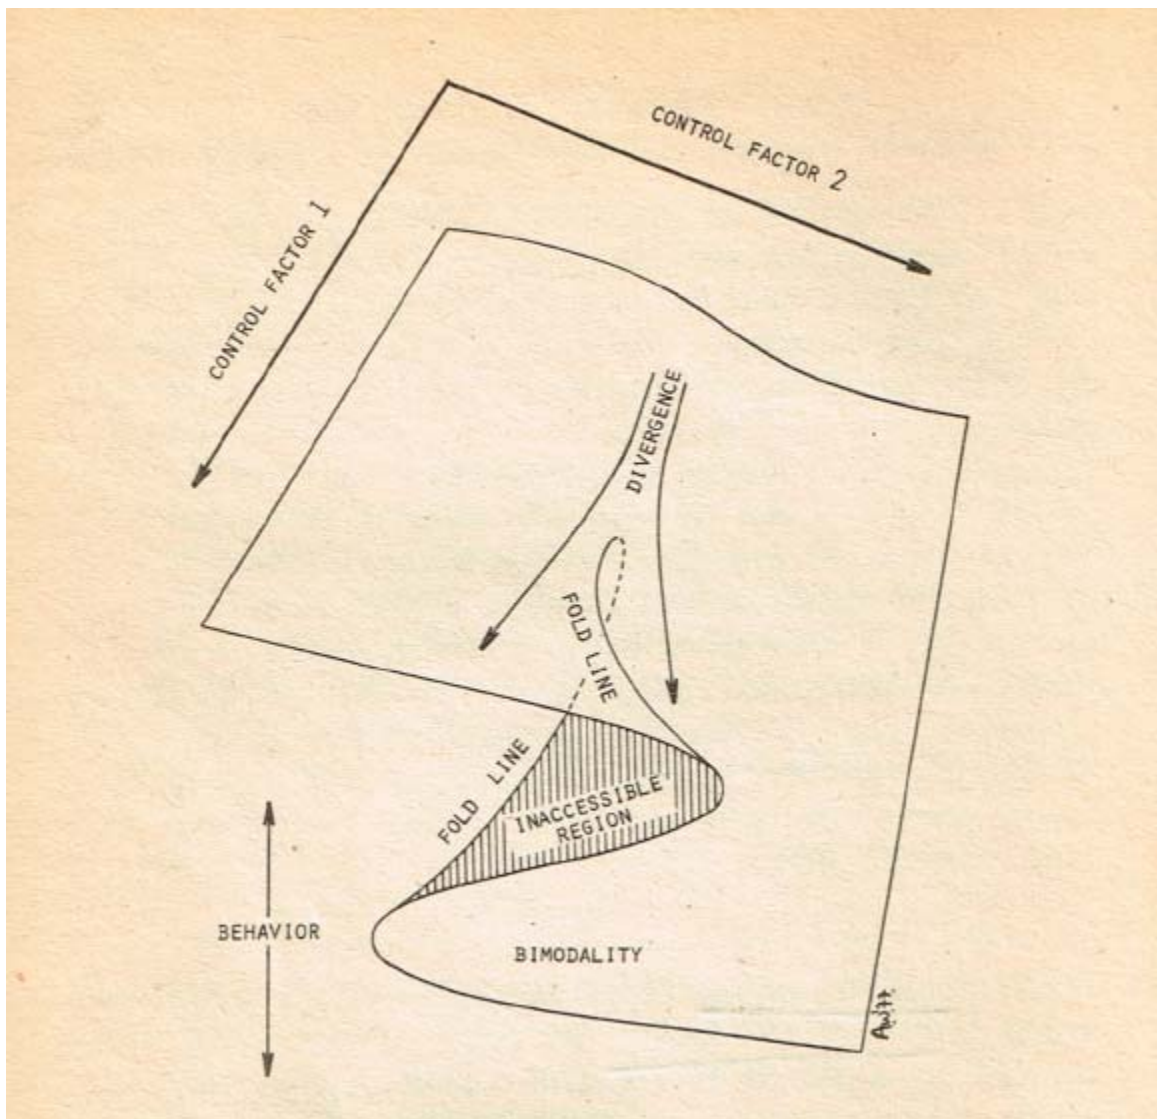 CONTROL FACTOR 2
CONTROL FACTOR 1
DIVERGENCE
FOLD LINE
FOLD LINE
INACCESSIBLE
REGION
BEHAVIOR
BIMODALITY